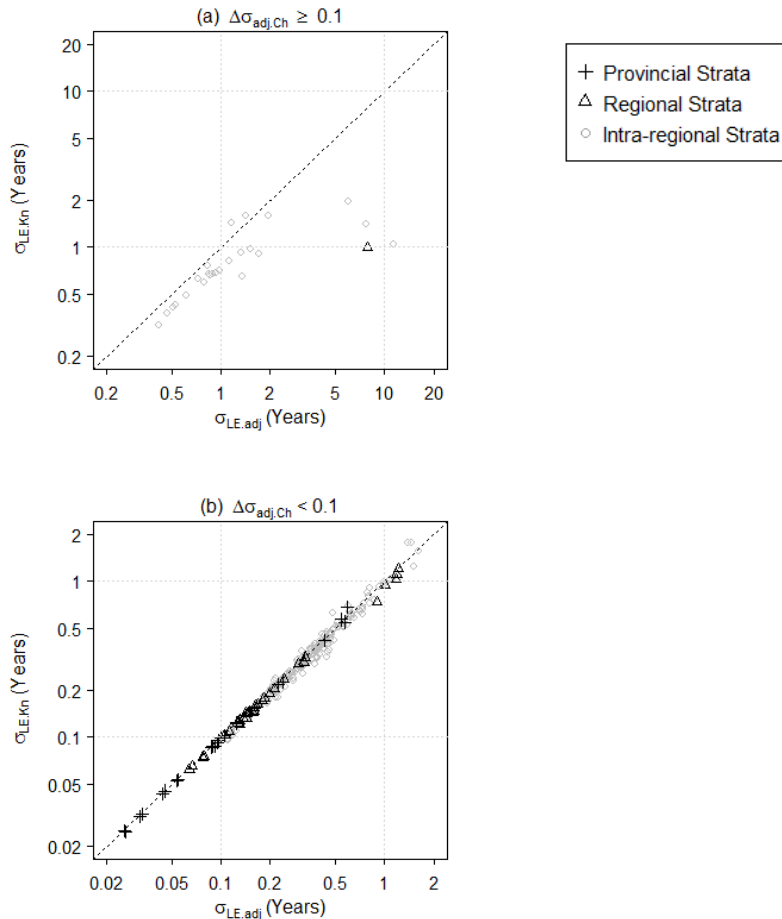 (a) Δσadj.Ch ≥ 0.1
20
10
5
2
1
0.5
0.2
σLE.Kn (Years)
0.2 0.5 1 2 5 10 20
σLE.adj (Years)
Provincial Strata
Regional Strata
Intra-regional Strata
(b) Δσadj.Ch < 0.1
2
1
0.5
0.2
0.1
0.05
0.02
σLE.Kn (Years)
0.02 0.05 0.1 0.2 0.5 1 2
σLE.adj (Years)